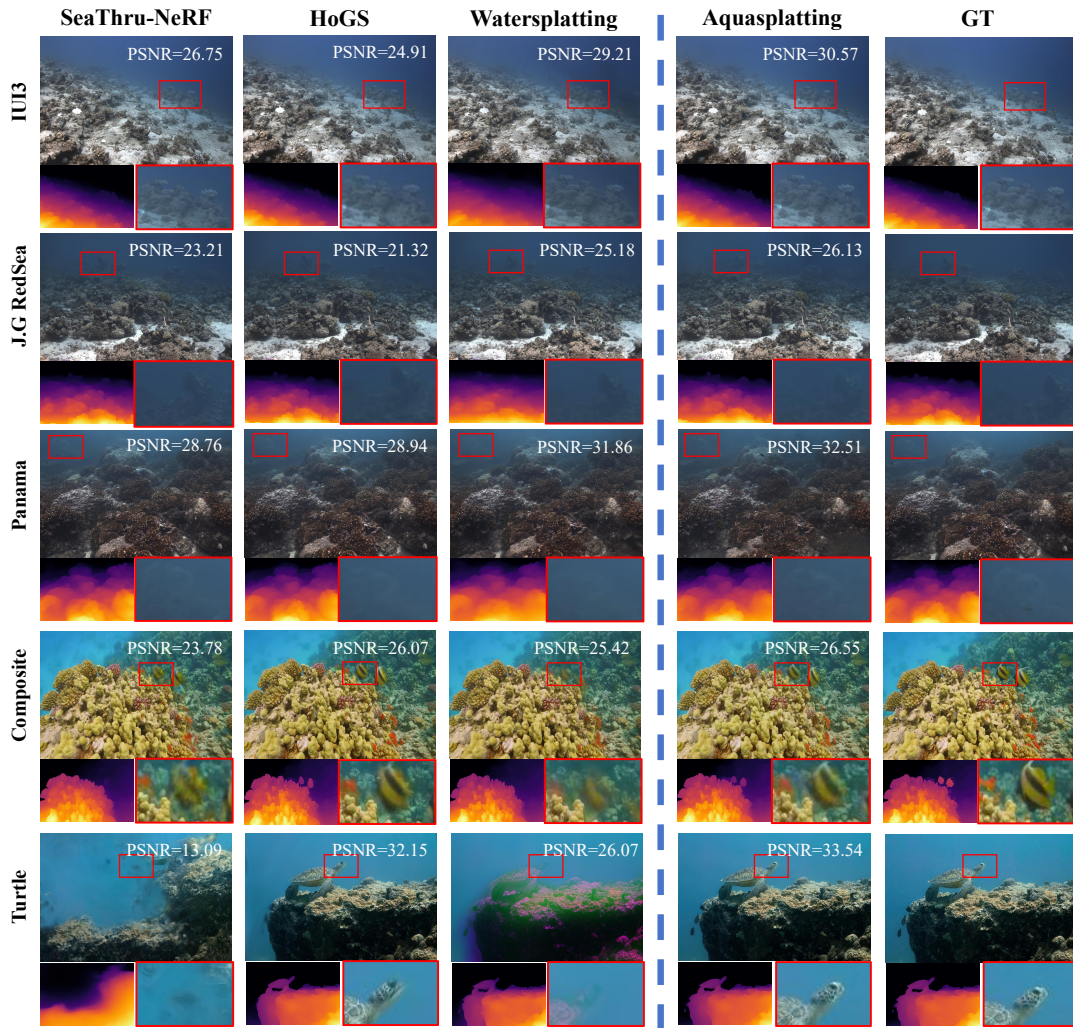 SeaThru-NeRF HoGS Watersplatting Aquasplatting GT
IUI3
PSNR=26.75 PSNR=24.91 PSNR=29.21 PSNR=30.57
J.G RedSea
PSNR=23.21 PSNR=21.32 PSNR=25.18 PSNR=26.13
Panama
PSNR=28.76 PSNR=28.94 PSNR=31.86 PSNR=32.51
Composite
PSNR=23.78 PSNR=26.07 PSNR=25.42 PSNR=26.55
Turtle
PSNR=13.09 PSNR=32.15 PSNR=26.07 PSNR=33.54